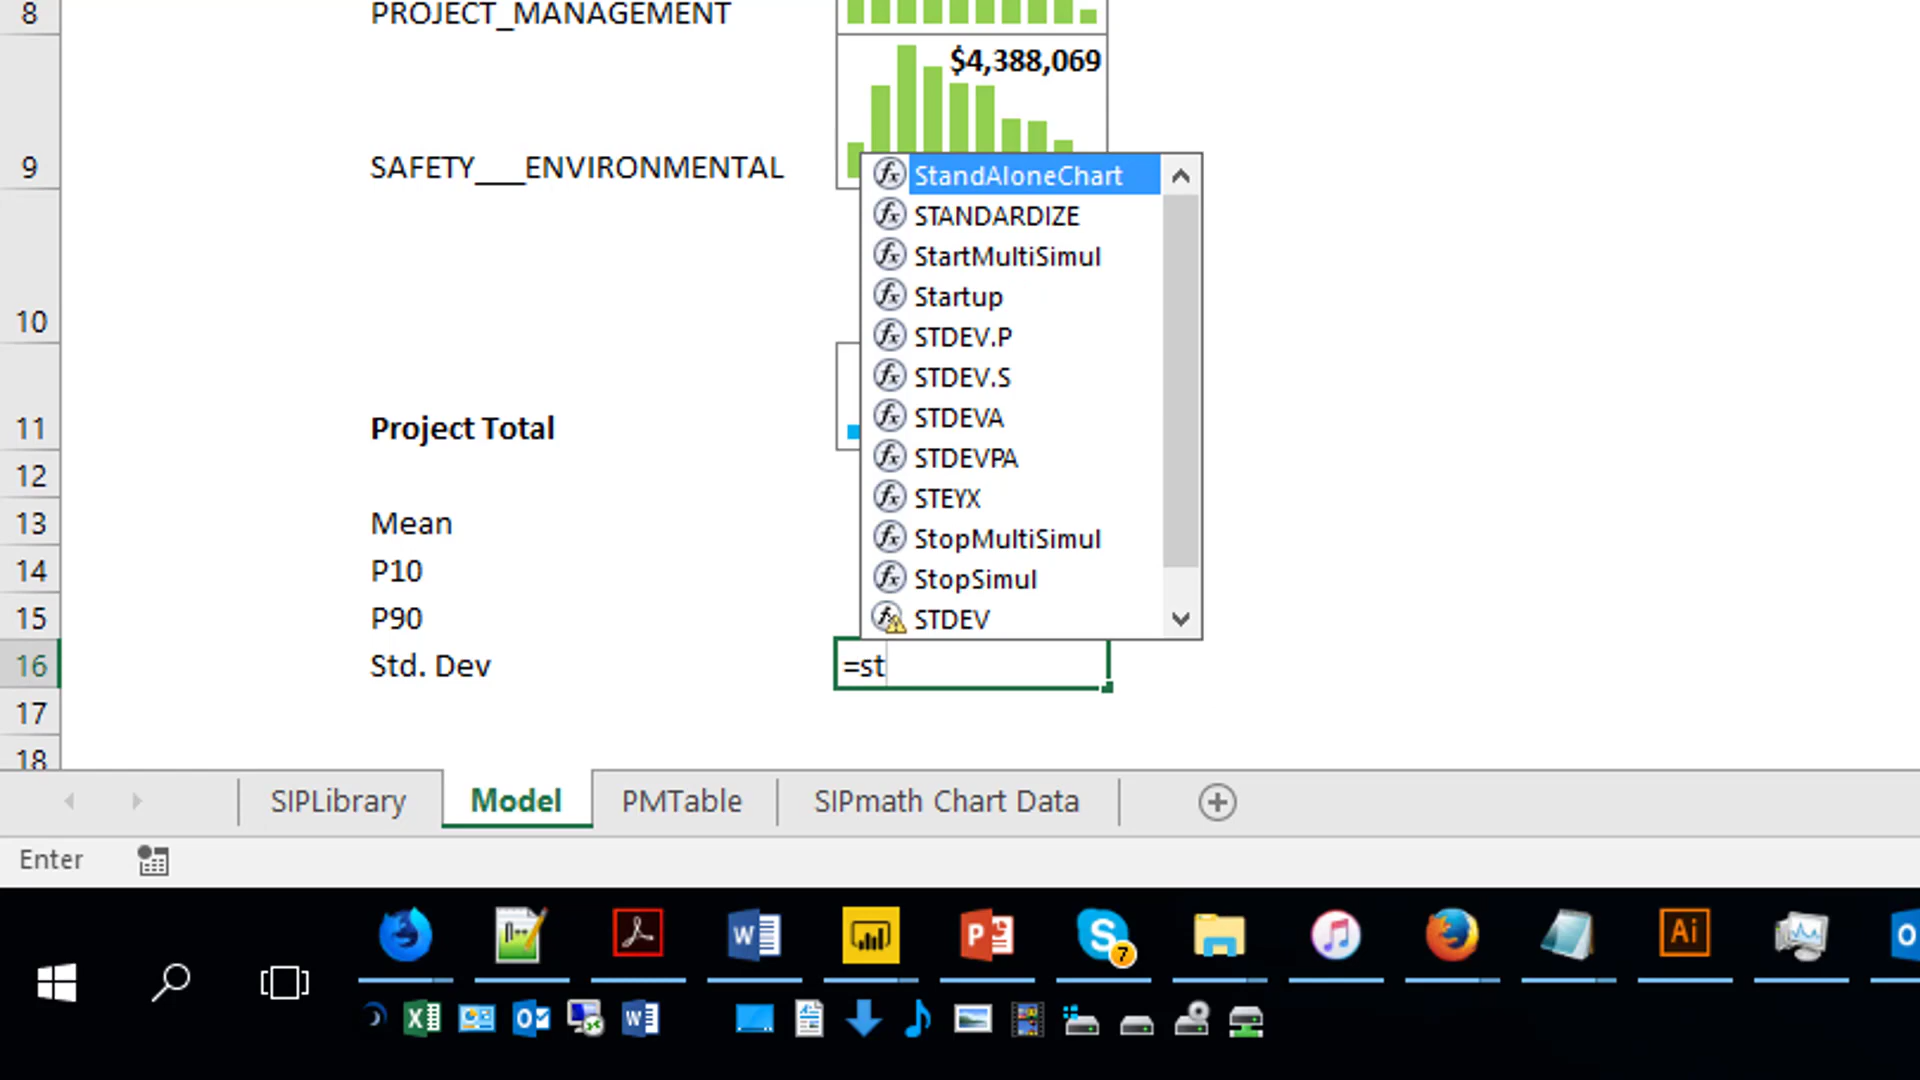 8 PROJECT_MANAGEMENT
$4,388,069
9 SAFETY___ENVIRONMENTAL
StandAloneChart
STANDARDIZE
StartMultiSimul
Startup
10
STDEV.P
STDEV.S
STDEVA
11 Project Total
STDEVPA
12
STEYX
13 Mean
StopMultiSimul
14 P10
StopSimul
15 P90
STDEV
16 Std. Dev =st
17
18
SIPLibrary Model PMTable SIPmath Chart Data
Enter
W P S 7 Ai O
X O W